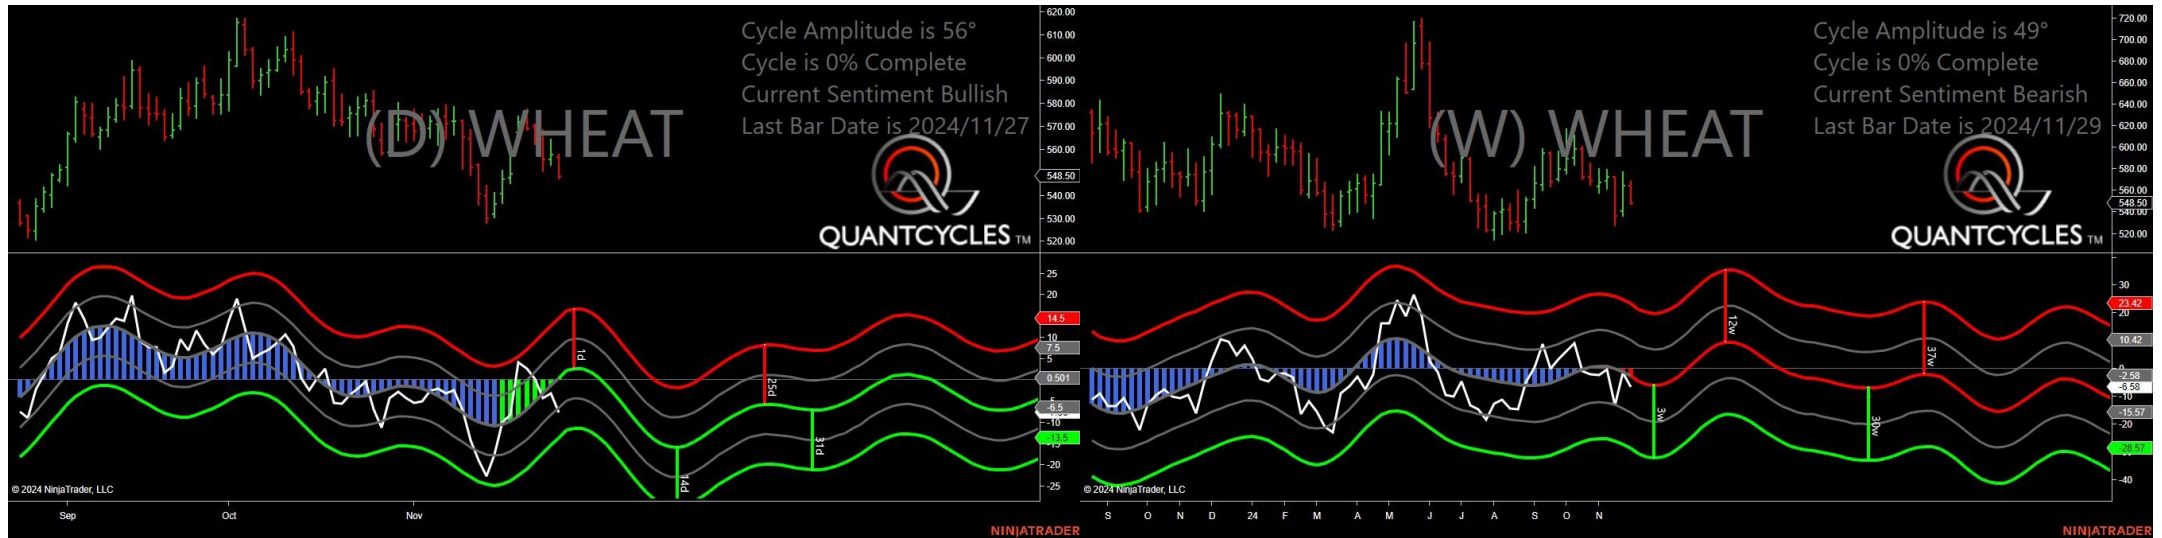 Cycle Amplitude is 56°
Cycle is 0% Complete
Current Sentiment Bullish
Last Bar Date is 2024/11/27
(D) WHEAT
QUANTCYCLES TM
620.00
610.00
600.00
590.00
580.00
570.00
560.00
548.50
540.00
530.00
520.00
25
20
14.5
10
7.5
5
0.501
-6.5
-10
-13.5
-20
-25
1d
14d
25d
31d
© 2024 NinjaTrader, LLC
Sep Oct Nov
NINJATRADER
Cycle Amplitude is 49°
Cycle is 0% Complete
Current Sentiment Bearish
Last Bar Date is 2024/11/29
(W) WHEAT
QUANTCYCLES TM
720.00
700.00
680.00
660.00
640.00
620.00
600.00
580.00
560.00
548.50
540.00
520.00
30
23.42
20
10.42
-2.58
-6.58
-10
-15.57
-20
-28.57
-40
3w
12w
30w
37w
© 2024 NinjaTrader, LLC
S O N D 24 F M A M J J A S O N
NINJATRADER